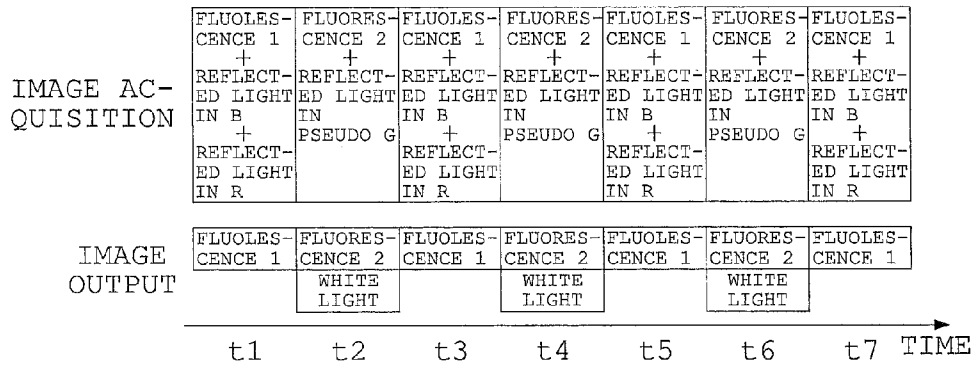 IMAGE AC-
QUISITION
FLUOLES-
CENCE 1
+
REFLECT-
ED LIGHT
IN B
+
REFLECT-
ED LIGHT
IN R
FLUORES-
CENCE 2
+
REFLECT-
ED LIGHT
IN
PSEUDO G
FLUOLES-
CENCE 1
+
REFLECT-
ED LIGHT
IN B
+
REFLECT-
ED LIGHT
IN R
FLUORES-
CENCE 2
+
REFLECT-
ED LIGHT
IN
PSEUDO G
FLUOLES-
CENCE 1
+
REFLECT-
ED LIGHT
IN B
+
REFLECT-
ED LIGHT
IN R
FLUORES-
CENCE 2
+
REFLECT-
ED LIGHT
IN
PSEUDO G
FLUOLES-
CENCE 1
+
REFLECT-
ED LIGHT
IN B
+
REFLECT-
ED LIGHT
IN R
IMAGE
OUTPUT
FLUOLES-
CENCE 1
FLUORES-
CENCE 2
WHITE
LIGHT
FLUOLES-
CENCE 1
FLUORES-
CENCE 2
WHITE
LIGHT
FLUOLES-
CENCE 1
FLUORES-
CENCE 2
WHITE
LIGHT
FLUOLES-
CENCE 1
t1 t2 t3 t4 t5 t6 t7 TIME